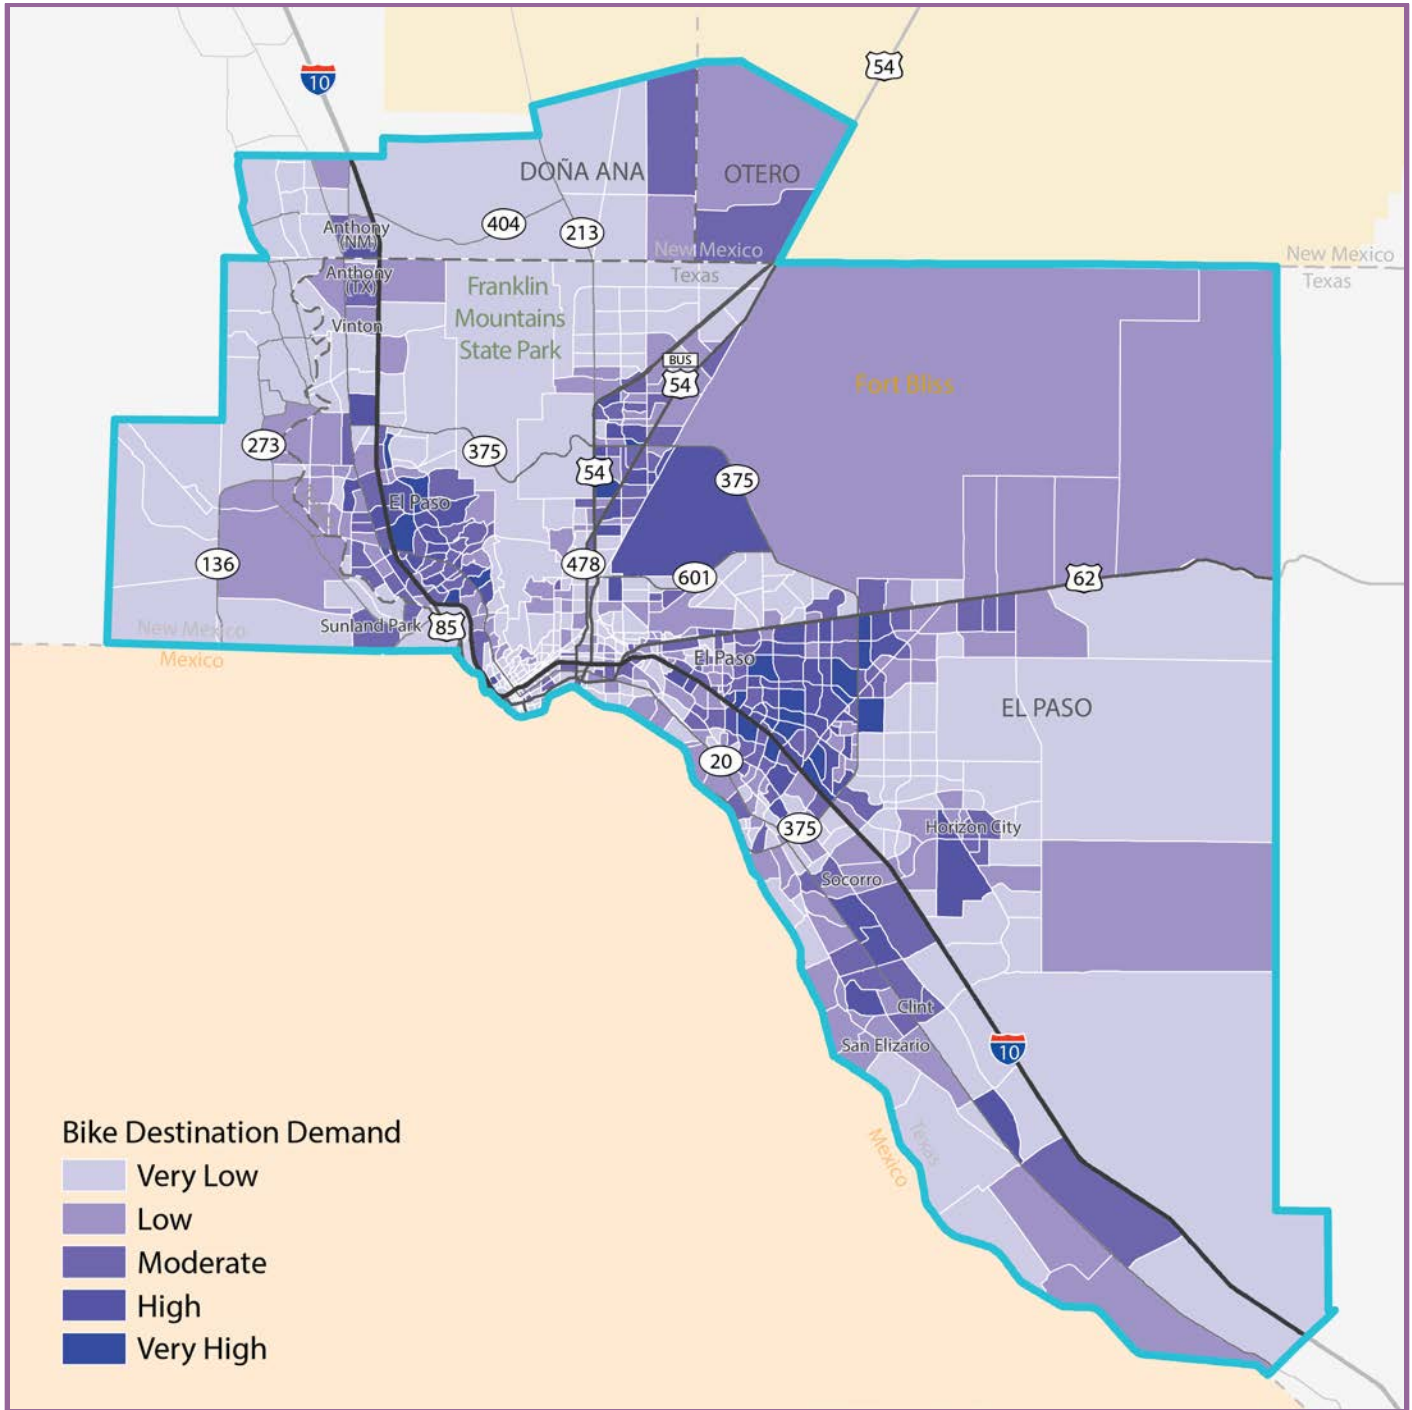 54
10
DOÑA ANA
OTERO
404
213
Anthony
(NM)
New Mexico
Texas
New Mexico
Texas
Anthony
(TX)
Franklin
Mountains
State Park
Vinton
BUS
54
Fort Bliss
273
375
54
375
El Paso
136
478
601
62
New Mexico
Mexico
Sunland Park
85
El Paso
EL PASO
20
375
Horizon City
Socorro
Clint
San Elizario
10
Texas
Mexico
Bike Destination Demand
Very Low
Low
Moderate
High
Very High